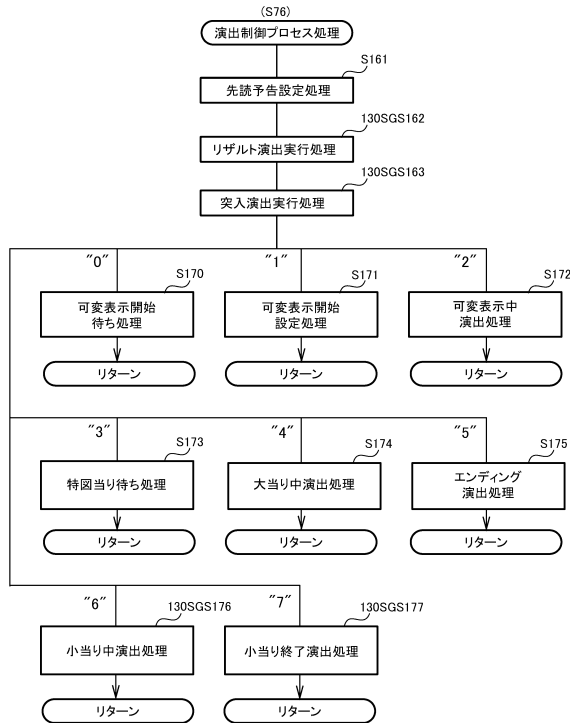 (S76)
演出制御プロセス処理
S161
先読予告設定処理
130SGS162
リザルト演出実行処理
130SGS163
突入演出実行処理
"0"
"1"
"2"
S170
S171
S172
可変表示開始
待ち処理
可変表示開始
設定処理
可変表示中
演出処理
リターン
リターン
リターン
"3"
"4"
"5"
S173
S174
S175
特図当り待ち処理
大当り中演出処理
エンディング
演出処理
リターン
リターン
リターン
"6"
"7"
130SGS176
130SGS177
小当り中演出処理
小当り終了演出処理
リターン
リターン